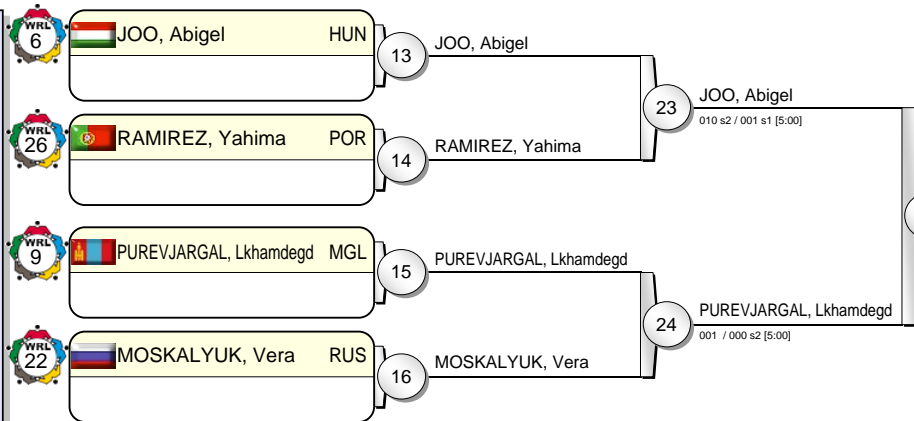 WRL
6
JOO, Abigel HUN
13
JOO, Abigel
23
JOO, Abigel
010 s2 / 001 s1 [5:00]
WRL
26
RAMIREZ, Yahima POR
14
RAMIREZ, Yahima
WRL
9
PUREVJARGAL, Lkhamdegd MGL
15
PUREVJARGAL, Lkhamdegd
24
PUREVJARGAL, Lkhamdegd
001 / 000 s2 [5:00]
WRL
22
MOSKALYUK, Vera RUS
16
MOSKALYUK, Vera